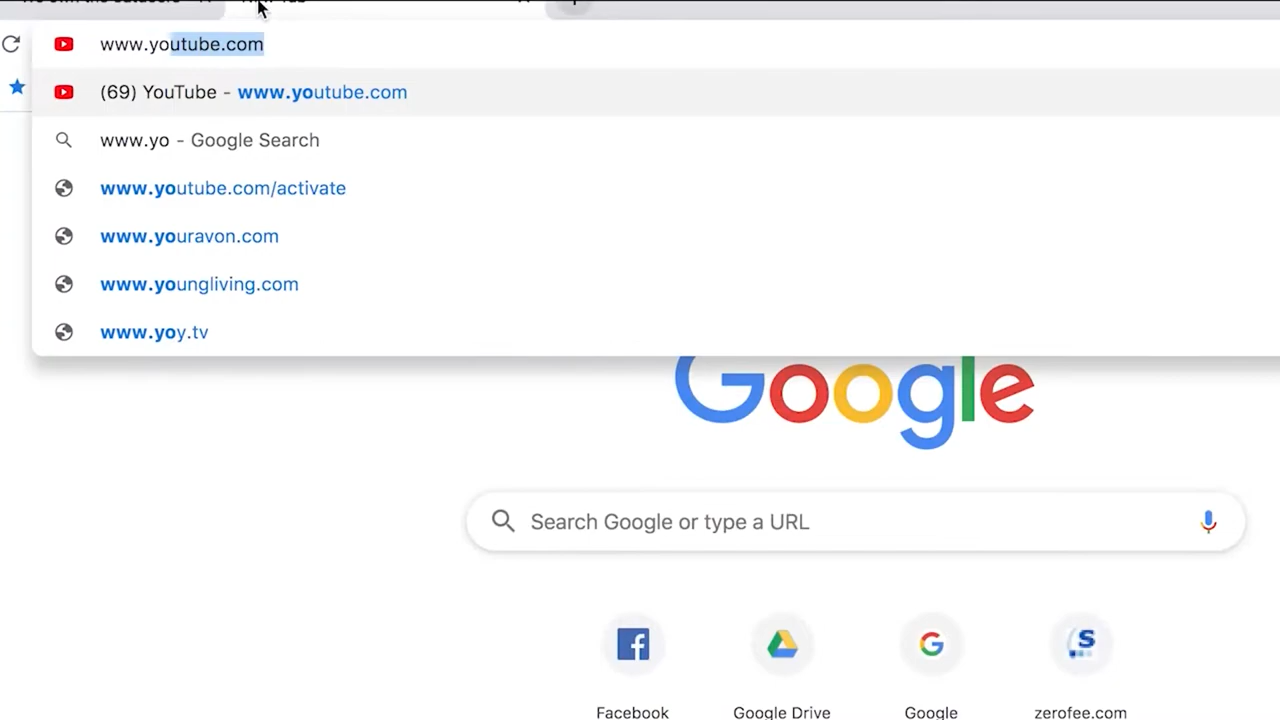 www.youtube.com
(69) YouTube - www.youtube.com
www.yo - Google Search
www.youtube.com/activate
www.youravon.com
www.youngliving.com
www.yoy.tv
Google
Search Google or type a URL
Facebook
Google Drive
Google
zerofee.com